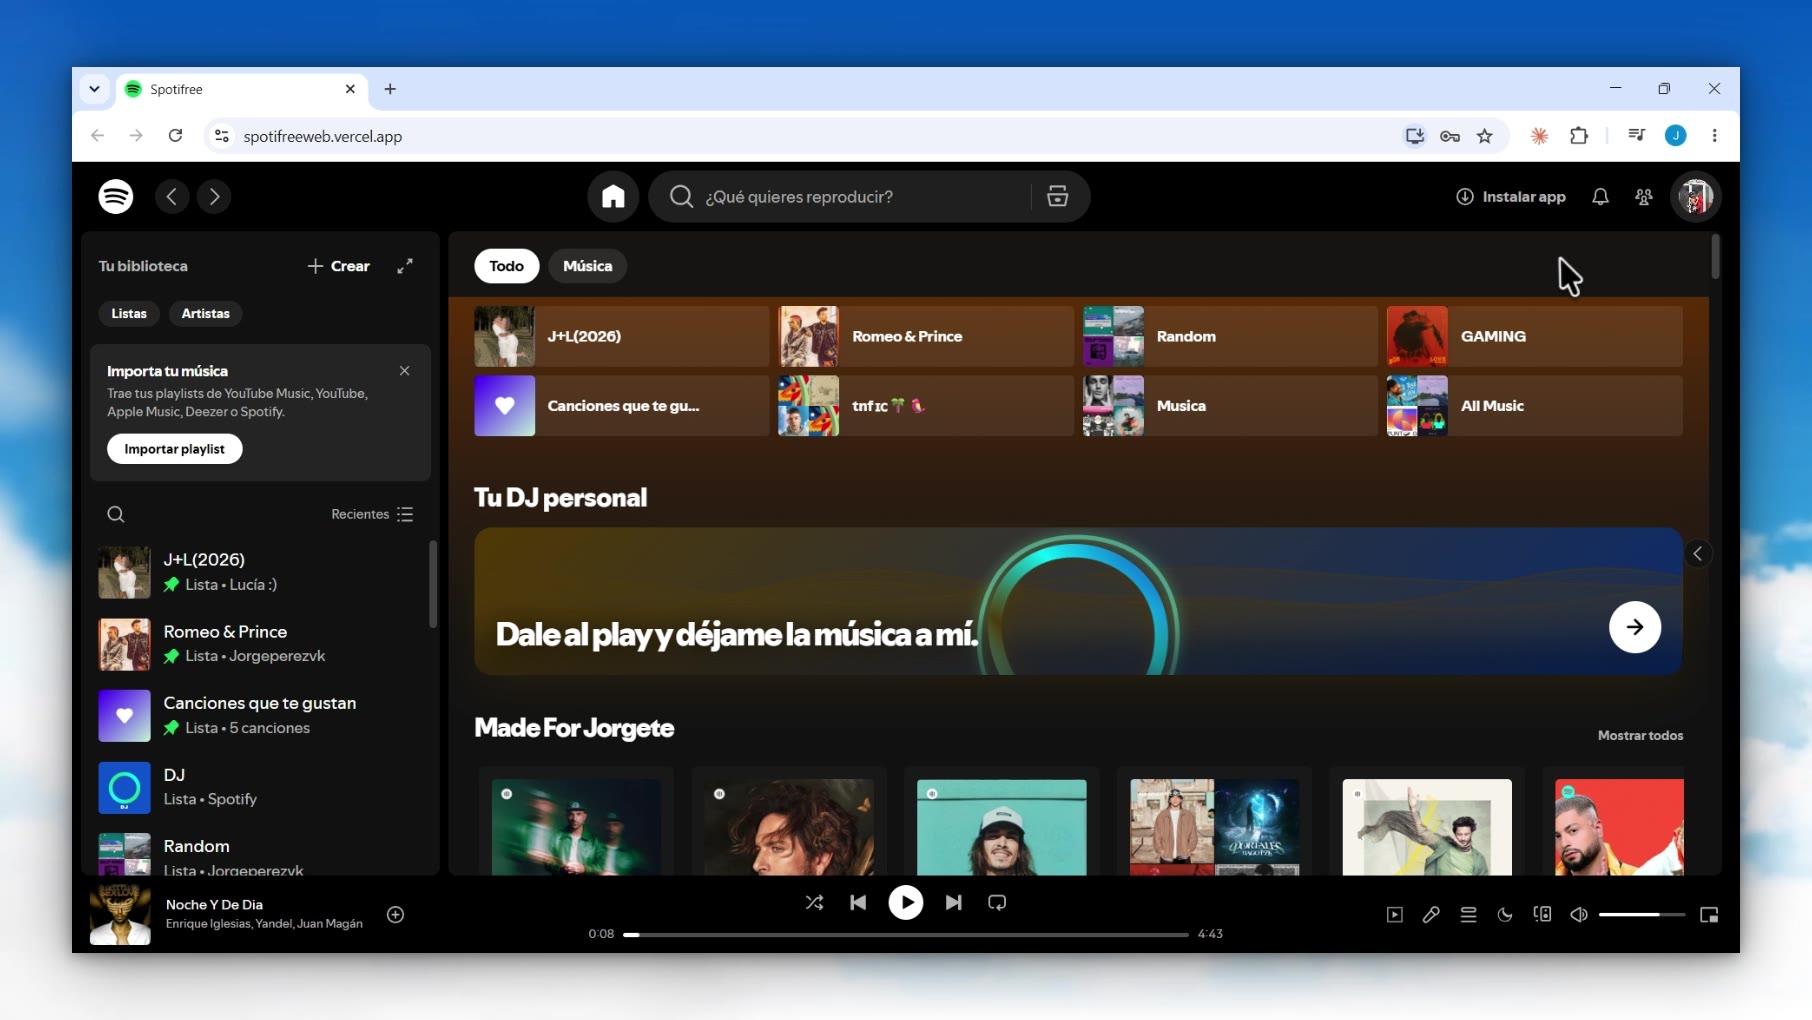 Spotifree
spotifreeweb.vercel.app
J
¿Qué quieres reproducir?
Instalar app
Tu biblioteca
Crear
Listas
Artistas
Importa tu música
Trae tus playlists de YouTube Music, YouTube,
Apple Music, Deezer o Spotify.
Importar playlist
Recientes
J+L(2026)
Lista • Lucía :)
Romeo & Prince
Lista • Jorgeperezvk
Canciones que te gustan
Lista • 5 canciones
DJ
Lista • Spotify
Random
Lista • Jorgeperezvk
Todo
Música
J+L(2026)
Romeo & Prince
Random
GAMING
Canciones que te gu...
tnf ɪᴄ🌴🦜
Musica
All Music
Tu DJ personal
Dale al play y déjame la música a mí.
Made For Jorgete
Mostrar todos
PORTALES
Noche Y De Dia
Enrique Iglesias, Yandel, Juan Magán
0:08
4:43